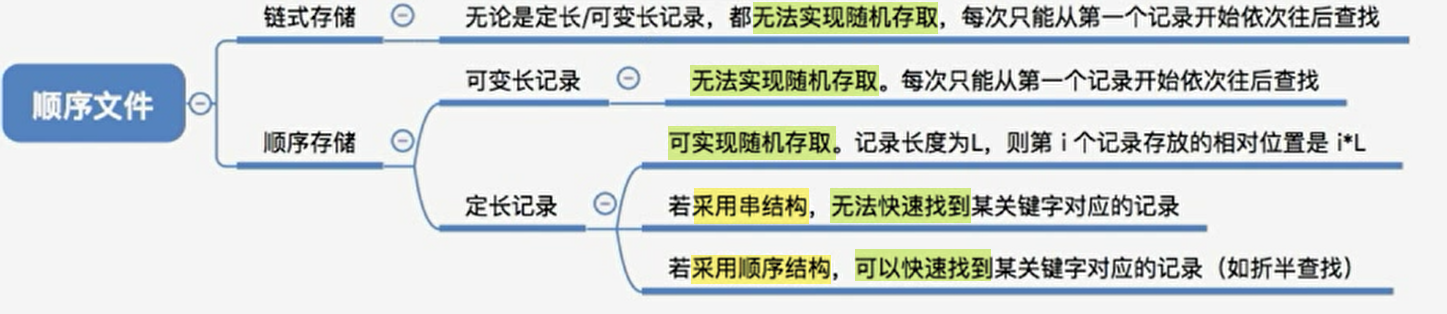 顺序文件
链式存储
无论是定长/可变长记录，都无法实现随机存取，每次只能从第一个记录开始依次往后查找
顺序存储
可变长记录
无法实现随机存取。每次只能从第一个记录开始依次往后查找
定长记录
可实现随机存取。记录长度为L，则第 i 个记录存放的相对位置是 i*L
若采用串结构，无法快速找到某关键字对应的记录
若采用顺序结构，可以快速找到某关键字对应的记录（如折半查找）